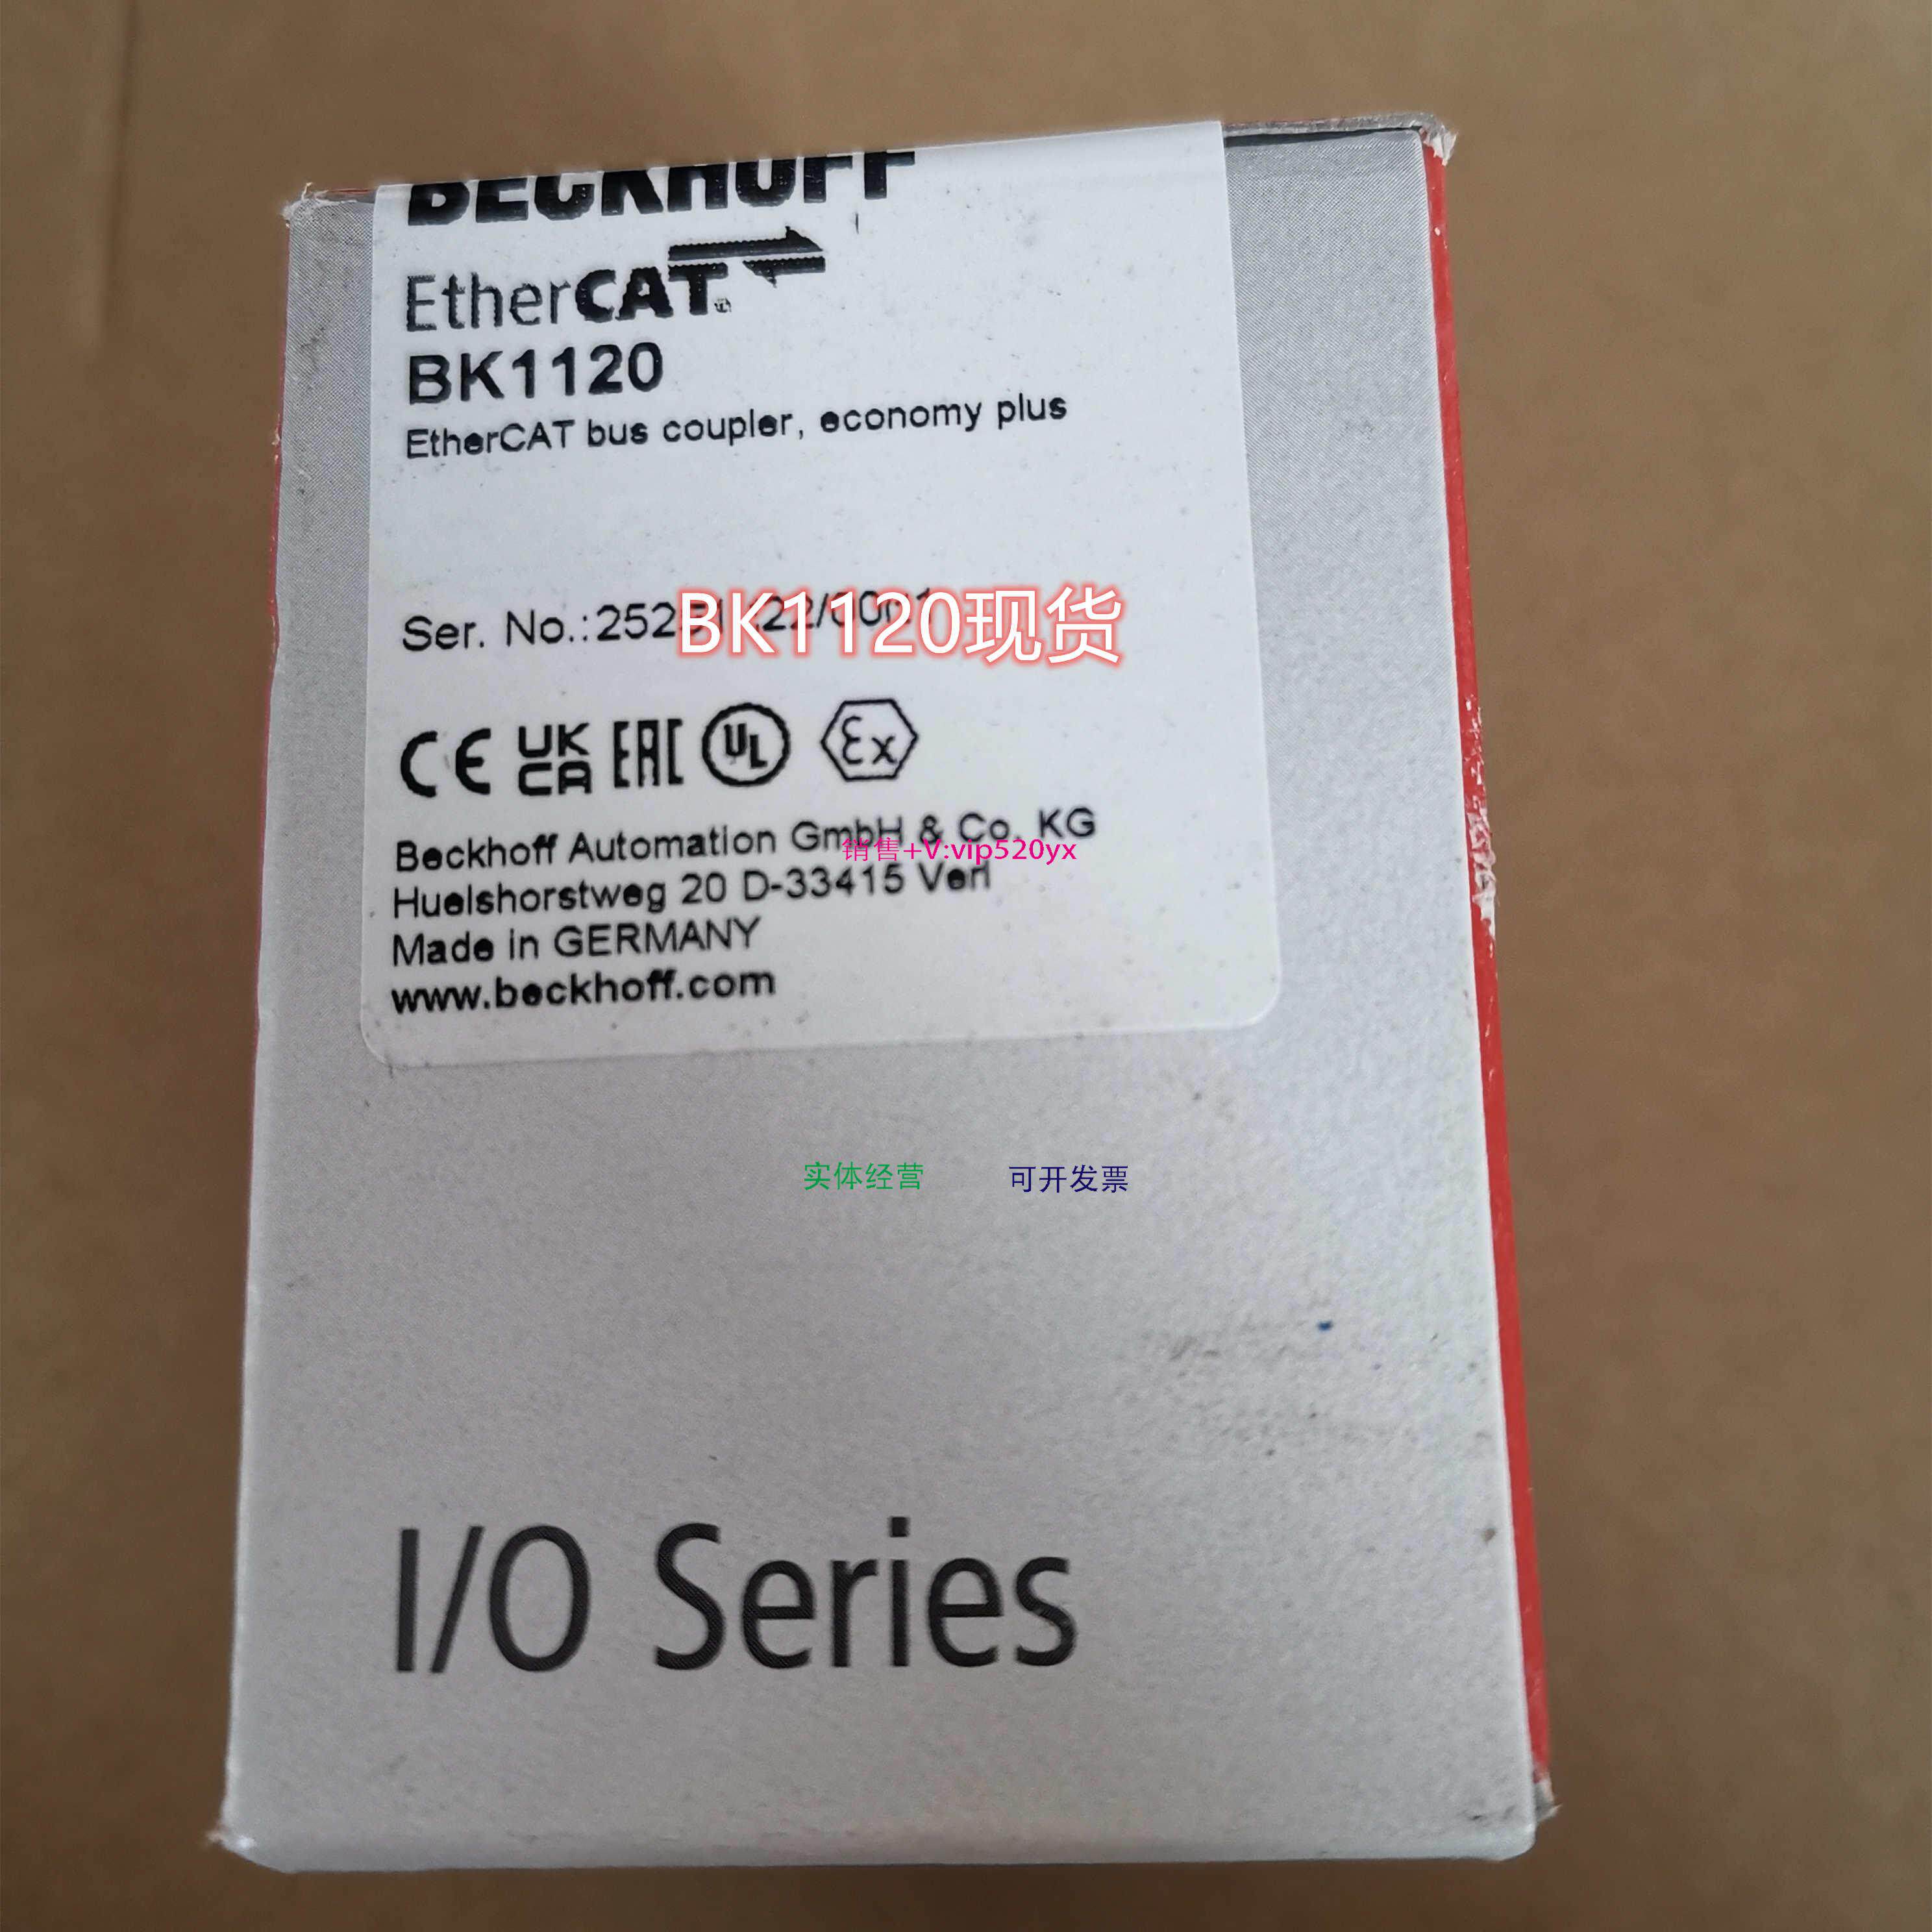 BECKHOFF
EtherCAT®
BK1120
EtherCAT bus coupler, economy plus
Ser. No.:
BK1120现货
CE UK CA EAC UL Ex
Beckhoff Automation GmbH & Co. KG
销售+V:vip520yx
Huelshorstweg 20 D-33415 Verl
Made in GERMANY
www.beckhoff.com
实体经营 可开发票
I/O Series